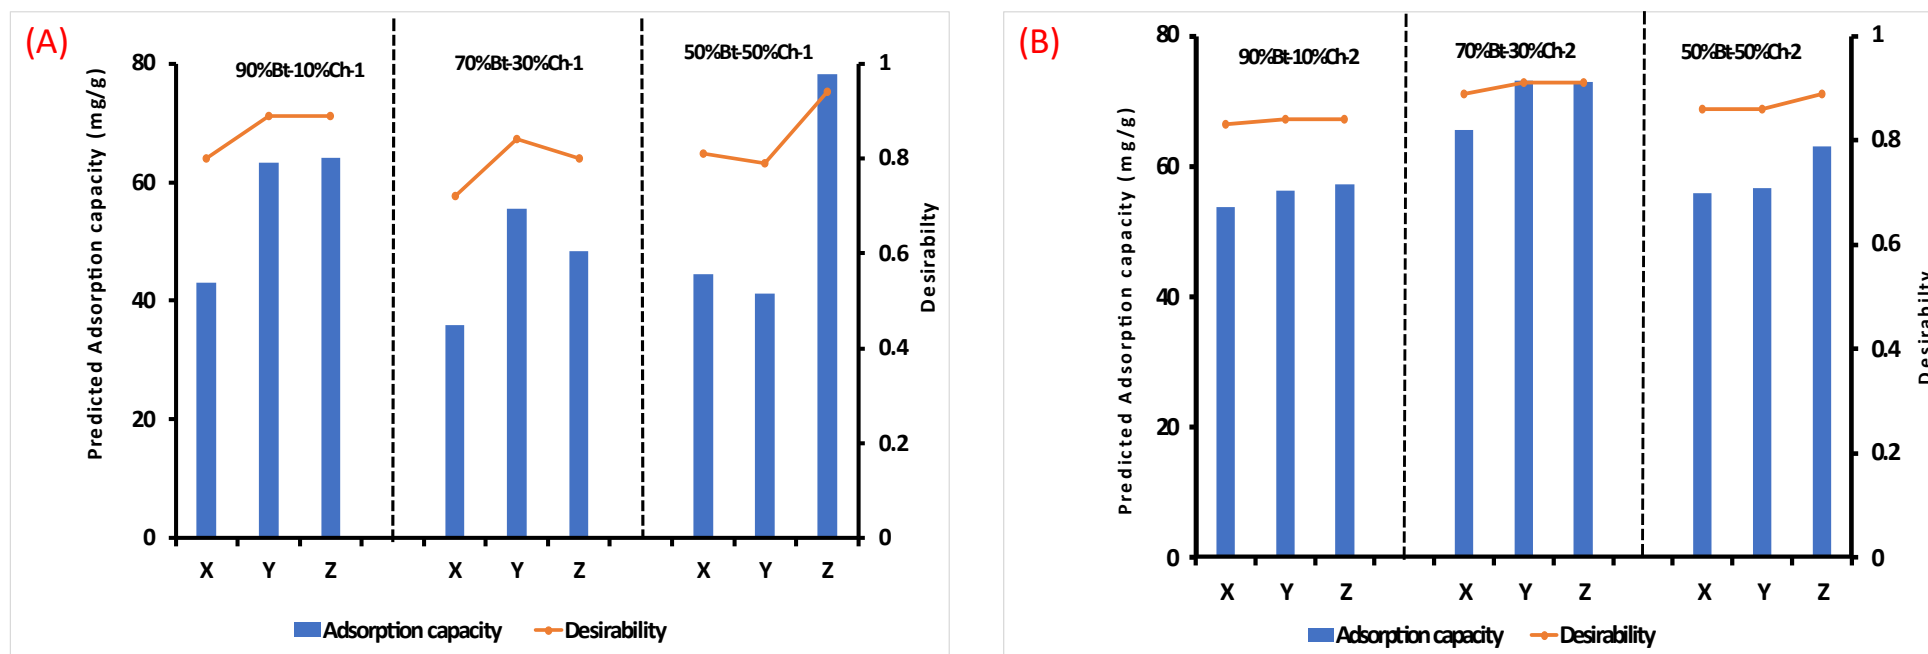 (A)
90%Bt-10%Ch-1
70%Bt-30%Ch-1
50%Bt-50%Ch-1
Predicted Adsorption capacity (mg/g)
80
60
40
20
0
1
0.8
0.6
0.4
0.2
0
Desirabilty
X Y Z X Y Z X Y Z
Adsorption capacity Desirability
(B)
90%Bt-10%Ch-2
70%Bt-30%Ch-2
50%Bt-50%Ch-2
Predicted Adsorption capacity (mg/g)
80
60
40
20
0
1
0.8
0.6
0.4
0.2
0
Desirabilty
X Y Z X Y Z X Y Z
Adsorption capacity Desirability